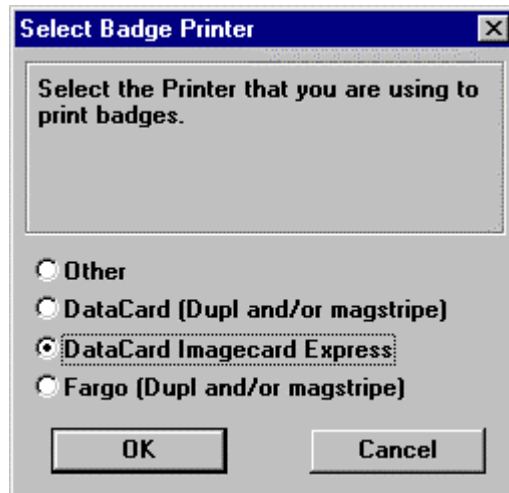 Select Badge Printer
Select the Printer that you are using to
print badges.
Other
DataCard (Dupl and/or magstripe)
DataCard Imagecard Express
Fargo (Dupl and/or magstripe)
OK Cancel